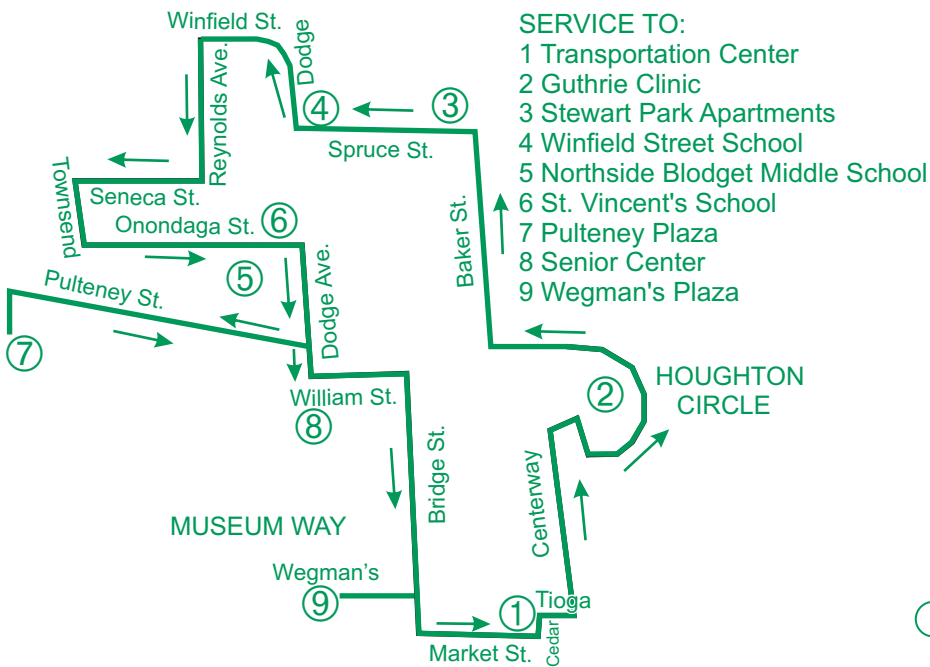 Winfield St.
Dodge
Reynolds Ave.
4
3
Spruce St.
Townsend
Seneca St.
Onondaga St.
6
Baker St.
5
Pulteney St.
Dodge Ave.
7
William St.
8
2
HOUGHTON
CIRCLE
Bridge St.
Centerway
MUSEUM WAY
Wegman's
9
1
Tioga
Cedar
Market St.
SERVICE TO:
1 Transportation Center
2 Guthrie Clinic
3 Stewart Park Apartments
4 Winfield Street School
5 Northside Blodget Middle School
6 St. Vincent's School
7 Pulteney Plaza
8 Senior Center
9 Wegman's Plaza